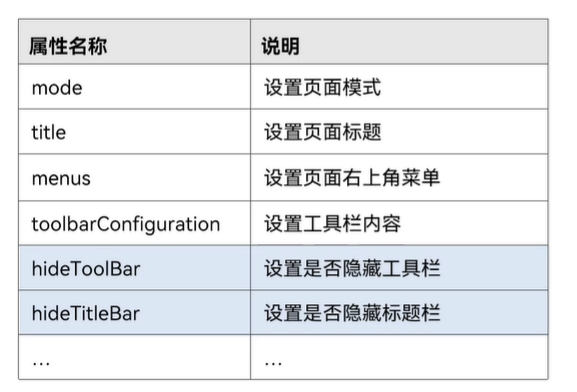 属性名称 说明
mode 设置页面模式
title 设置页面标题
menus 设置页面右上角菜单
toolbarConfiguration 设置工具栏内容
hideToolBar 设置是否隐藏工具栏
hideTitleBar 设置是否隐藏标题栏
... ...